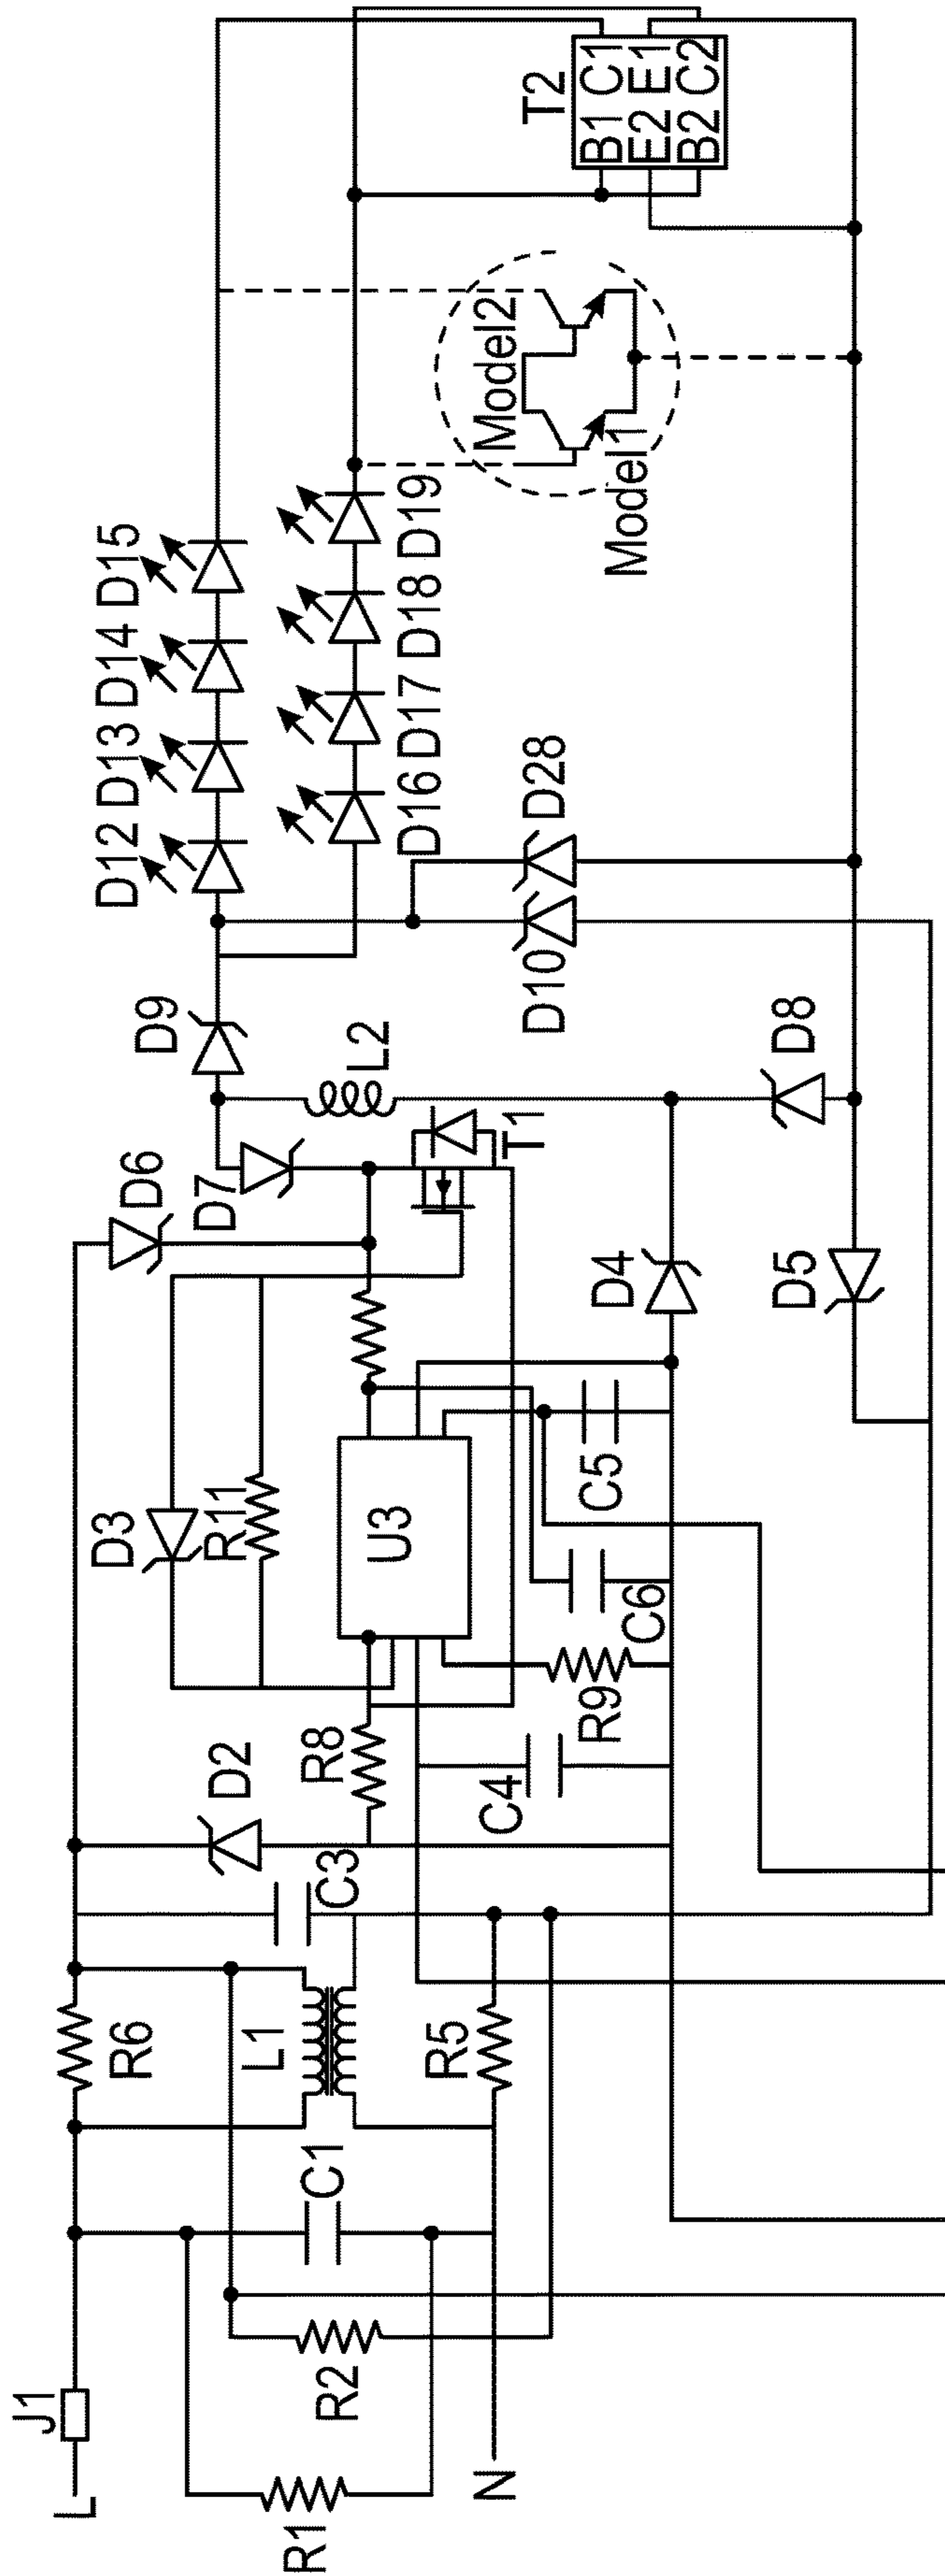 L
J1
R1
R2
N
C1
R6
L1
R5
C3
D2
R8
C4
R9
C6
C5
D3
R11
U3
D6
D7
T1
D4
D5
D8
L2
D9
D10
D28
D12 D13 D14 D15
D16 D17 D18 D19
Model1
Model2
T2
B1 C1
E2 E1
B2 C2